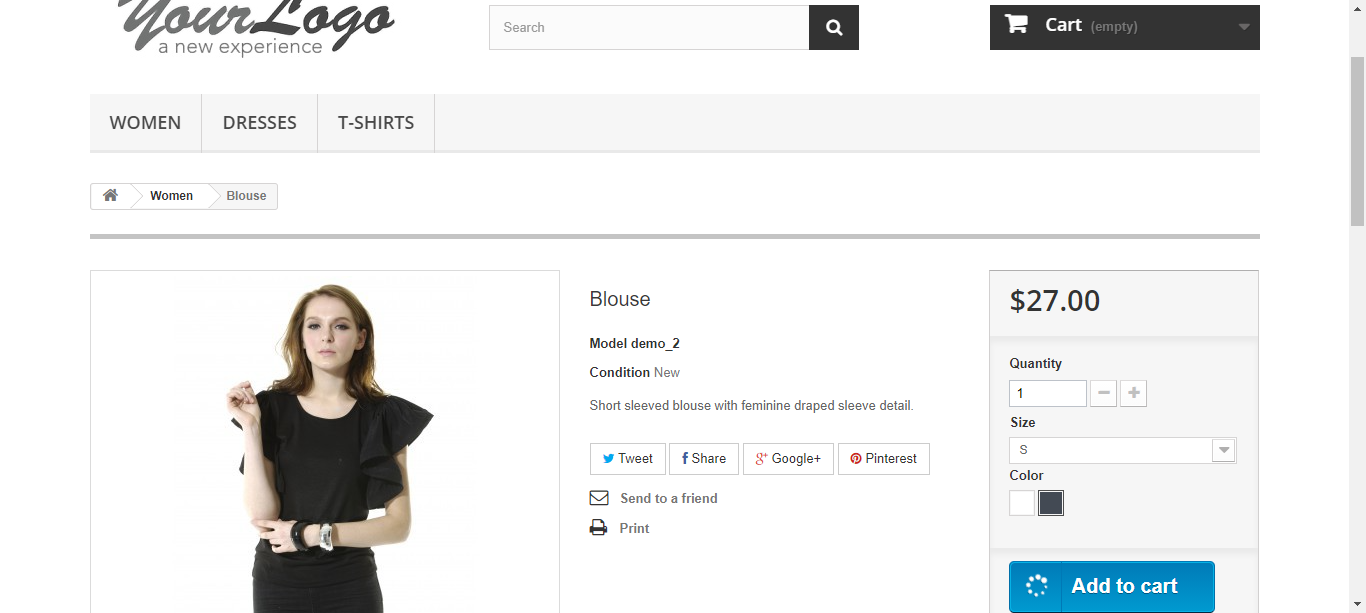 YourLogo
a new experience
Search
Cart (empty)
WOMEN
DRESSES
T-SHIRTS
Women
Blouse
Blouse
Model demo_2
Condition New
Short sleeved blouse with feminine draped sleeve detail.
Tweet
Share
Google+
Pinterest
Send to a friend
Print
$27.00
Quantity
1
Size
S
Color
Add to cart